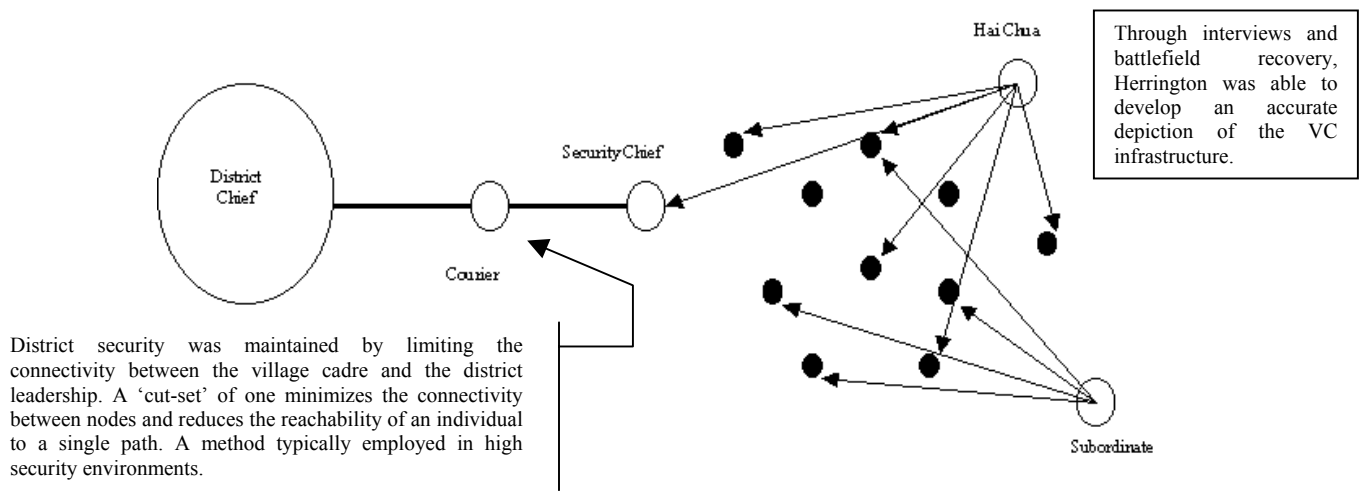 Hai Chua
Through interviews and
battlefield recovery,
Herrington was able to
develop an accurate
depiction of the VC
infrastructure.
Security Chief
District
Chief
Courier
District security was maintained by limiting the
connectivity between the village cadre and the district
leadership. A ‘cut-set’ of one minimizes the connectivity
between nodes and reduces the reachability of an individual
to a single path. A method typically employed in high
security environments.
Subordinate